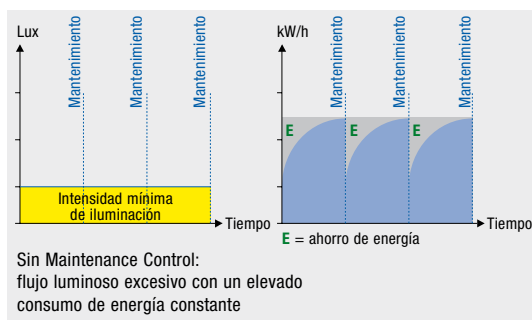 Lux
Mantenimiento
Mantenimiento
Mantenimiento
Intensidad mínima
de iluminación
Tiempo
kW/h
Mantenimiento
Mantenimiento
Mantenimiento
E
E
E
Tiempo
E = ahorro de energía
Sin Maintenance Control:
flujo luminoso excesivo con un elevado
consumo de energía constante